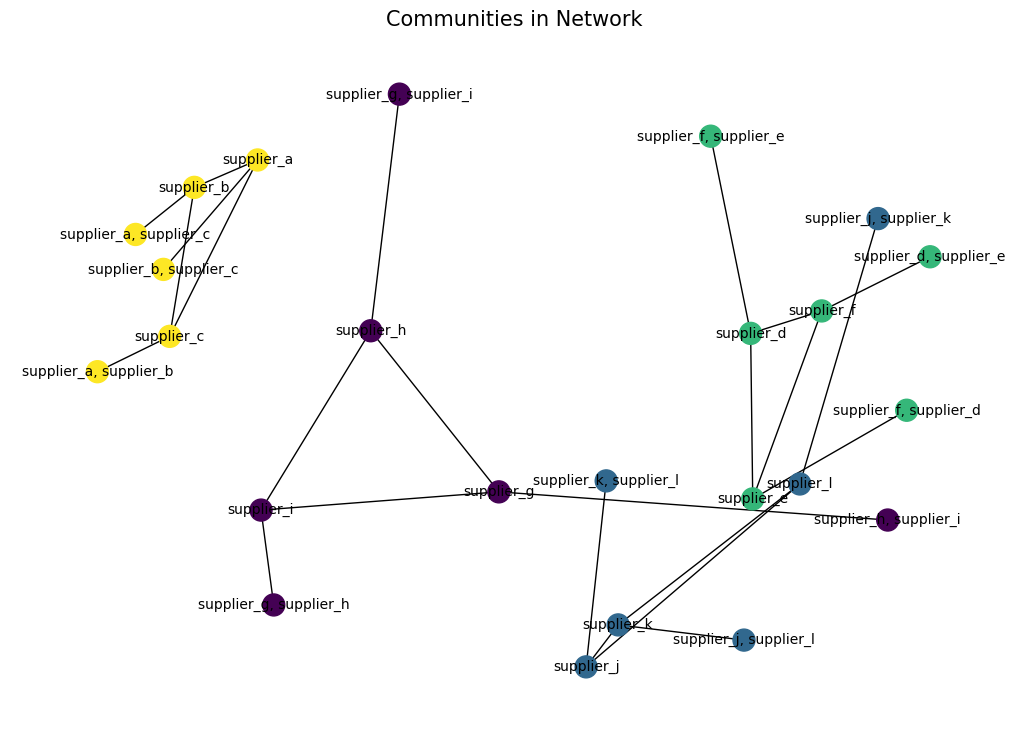 Communities in Network
supplier_g, supplier_i
supplier_f, supplier_e
supplier_a
supplier_b
supplier_j, supplier_k
supplier_a, supplier_c
supplier_d, supplier_e
supplier_b, supplier_c
supplier_f
supplier_h
supplier_d
supplier_c
supplier_a, supplier_b
supplier_f, supplier_d
supplier_k, supplier_l
supplier_l
supplier_g
supplier_e
supplier_i
supplier_h, supplier_i
supplier_g, supplier_h
supplier_k
supplier_j, supplier_l
supplier_j